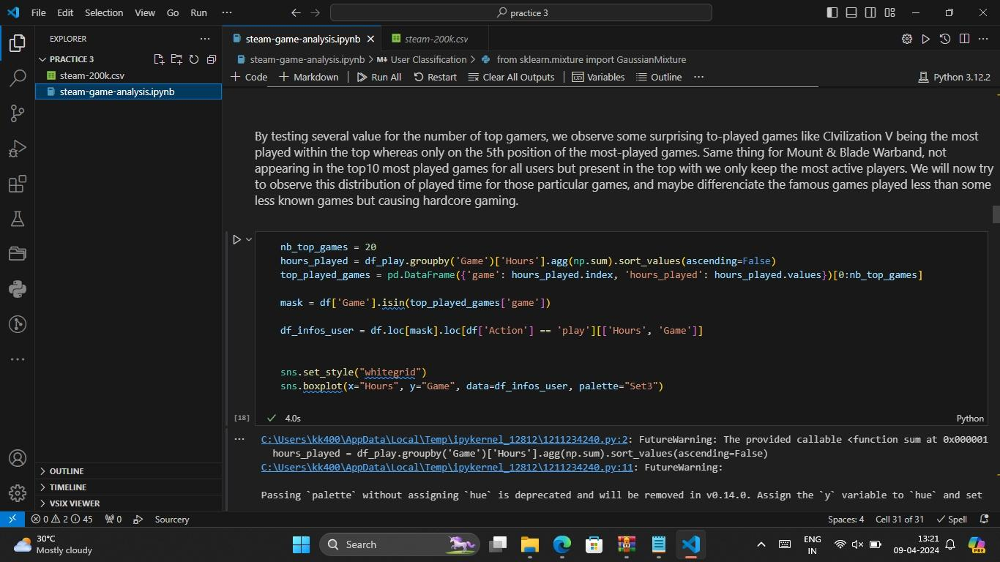 File Edit Selection View Go Run ···
practice 3
EXPLORER ···
steam-game-analysis.ipynb
steam-200k.csv
PRACTICE 3
steam-200k.csv
steam-game-analysis.ipynb
steam-game-analysis.ipynb > M↓ User Classification > from sklearn.mixture import GaussianMixture
+ Code + Markdown Run All Restart Clear All Outputs Variables Outline ··· Python 3.12.2
By testing several value for the number of top gamers, we observe some surprising to-played games like CIvilization V being the most
played within the top whereas only on the 5th position of the most-played games. Same thing for Mount & Blade Warband, not
appearing in the top10 most played games for all users but present in the top with we only keep the most active players. We will now try
to observe this distribution of played time for those particular games, and maybe differenciate the famous games played less than some
less known games but causing hardcore gaming.
nb_top_games = 20
hours_played = df_play.groupby('Game')['Hours'].agg(np.sum).sort_values(ascending=False)
top_played_games = pd.DataFrame({'game': hours_played.index, 'hours_played': hours_played.values})[0:nb_top_games]
mask = df['Game'].isin(top_played_games['game'])
df_infos_user = df.loc[mask].loc[df['Action'] == 'play'][['Hours', 'Game']]
sns.set_style("whitegrid")
sns.boxplot(x="Hours", y="Game", data=df_infos_user, palette="Set3")
[18] 4.0s Python
··· C:\Users\kk400\AppData\Local\Temp\ipykernel_12812\1211234240.py:2: FutureWarning: The provided callable <function sum at 0x000001
hours_played = df_play.groupby('Game')['Hours'].agg(np.sum).sort_values(ascending=False)
C:\Users\kk400\AppData\Local\Temp\ipykernel_12812\1211234240.py:11: FutureWarning:
Passing `palette` without assigning `hue` is deprecated and will be removed in v0.14.0. Assign the `y` variable to `hue` and set
OUTLINE
TIMELINE
VSIX VIEWER
0 2 45 0 Sourcery Spaces: 4 Cell 31 of 31 Spell
30°C
Mostly cloudy
Search
ENG
IN
13:21
09-04-2024
PRE